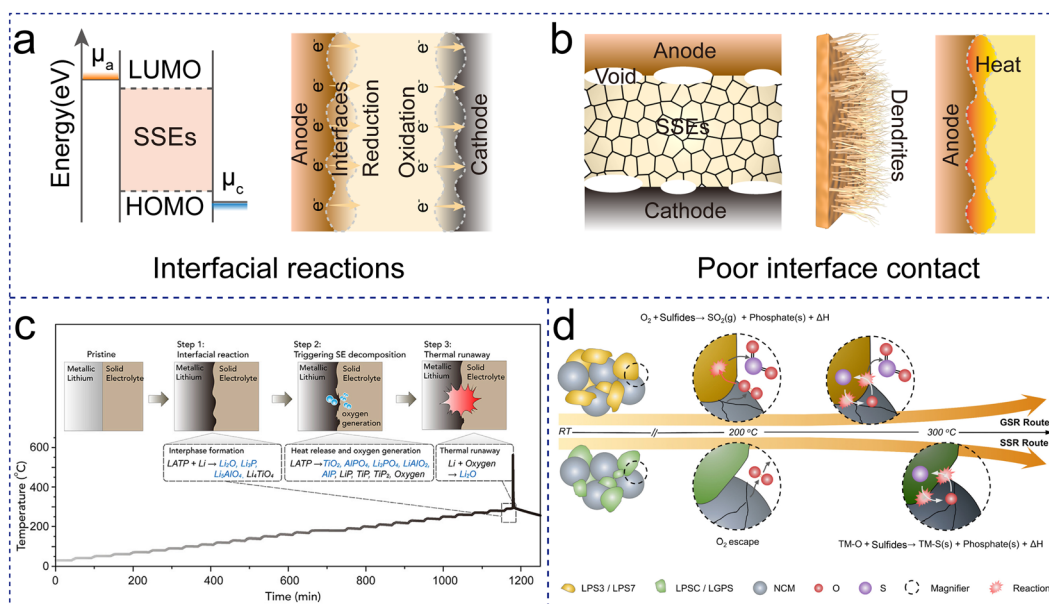 a
Energy(eV)
μa
LUMO
SSEs
HOMO
μc
e-
e-
e-
e-
e-
e-
e-
e-
e-
e-
Anode
Interfaces
Reduction
Oxidation
Cathode
Interfacial reactions
b
Anode
Void
SSEs
Cathode
Dendrites
Anode
Heat
Poor interface contact
c
Pristine
Metallic Solid
Lithium Electrolyte
Step 1:
Interfacial reaction
Metallic Solid
Lithium Electrolyte
Step 2:
Triggering SE decomposition
Metallic Solid
Lithium Electrolyte
oxygen
generation
Step 3:
Thermal runaway
Metallic Solid
Lithium Electrolyte
Interphase formation
LATP + Li → Li₂O, Li₃P,
Li₅AlO₄, Li₄TiO₄
Heat release and oxygen generation
LATP → TiO₂, AlPO₄, Li₃PO₄, LiAlO₂,
AlP, LiP, TiP, TiP₂, Oxygen
Li + Oxygen
→ Li₂O
Temperature (°C)
600
400
200
0
0 200 400 600 800 1000 1200
Time (min)
d
O₂ + Sulfides→ SO₂(g) + Phosphate(s) + ΔH
GSR Route
RT // 200 °C 300 °C
SSR Route
O₂ escape
TM-O + Sulfides→ TM-S(s) + Phosphate(s) + ΔH
LPS3 / LPS7 LPSC / LGPS NCM O S Magnifier Reaction